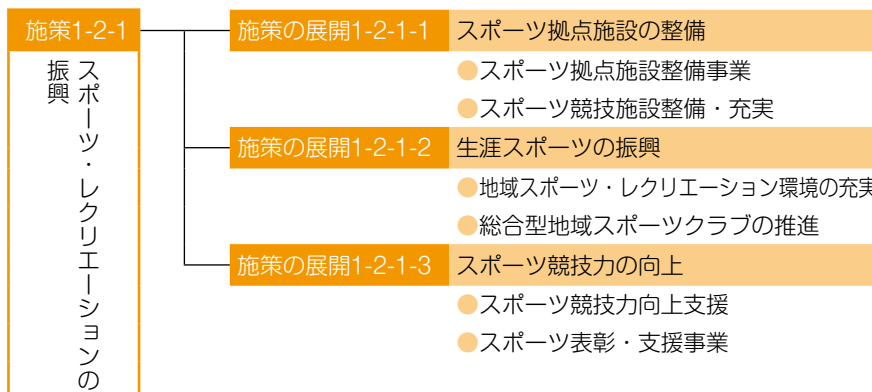 施策1-2-1
スポーツ・レクリエーションの
振興
施策の展開1-2-1-1 スポーツ拠点施設の整備
●スポーツ拠点施設整備事業
●スポーツ競技施設整備・充実
施策の展開1-2-1-2 生涯スポーツの振興
●地域スポーツ・レクリエーション環境の充実
●総合型地域スポーツクラブの推進
施策の展開1-2-1-3 スポーツ競技力の向上
●スポーツ競技力向上支援
●スポーツ表彰・支援事業